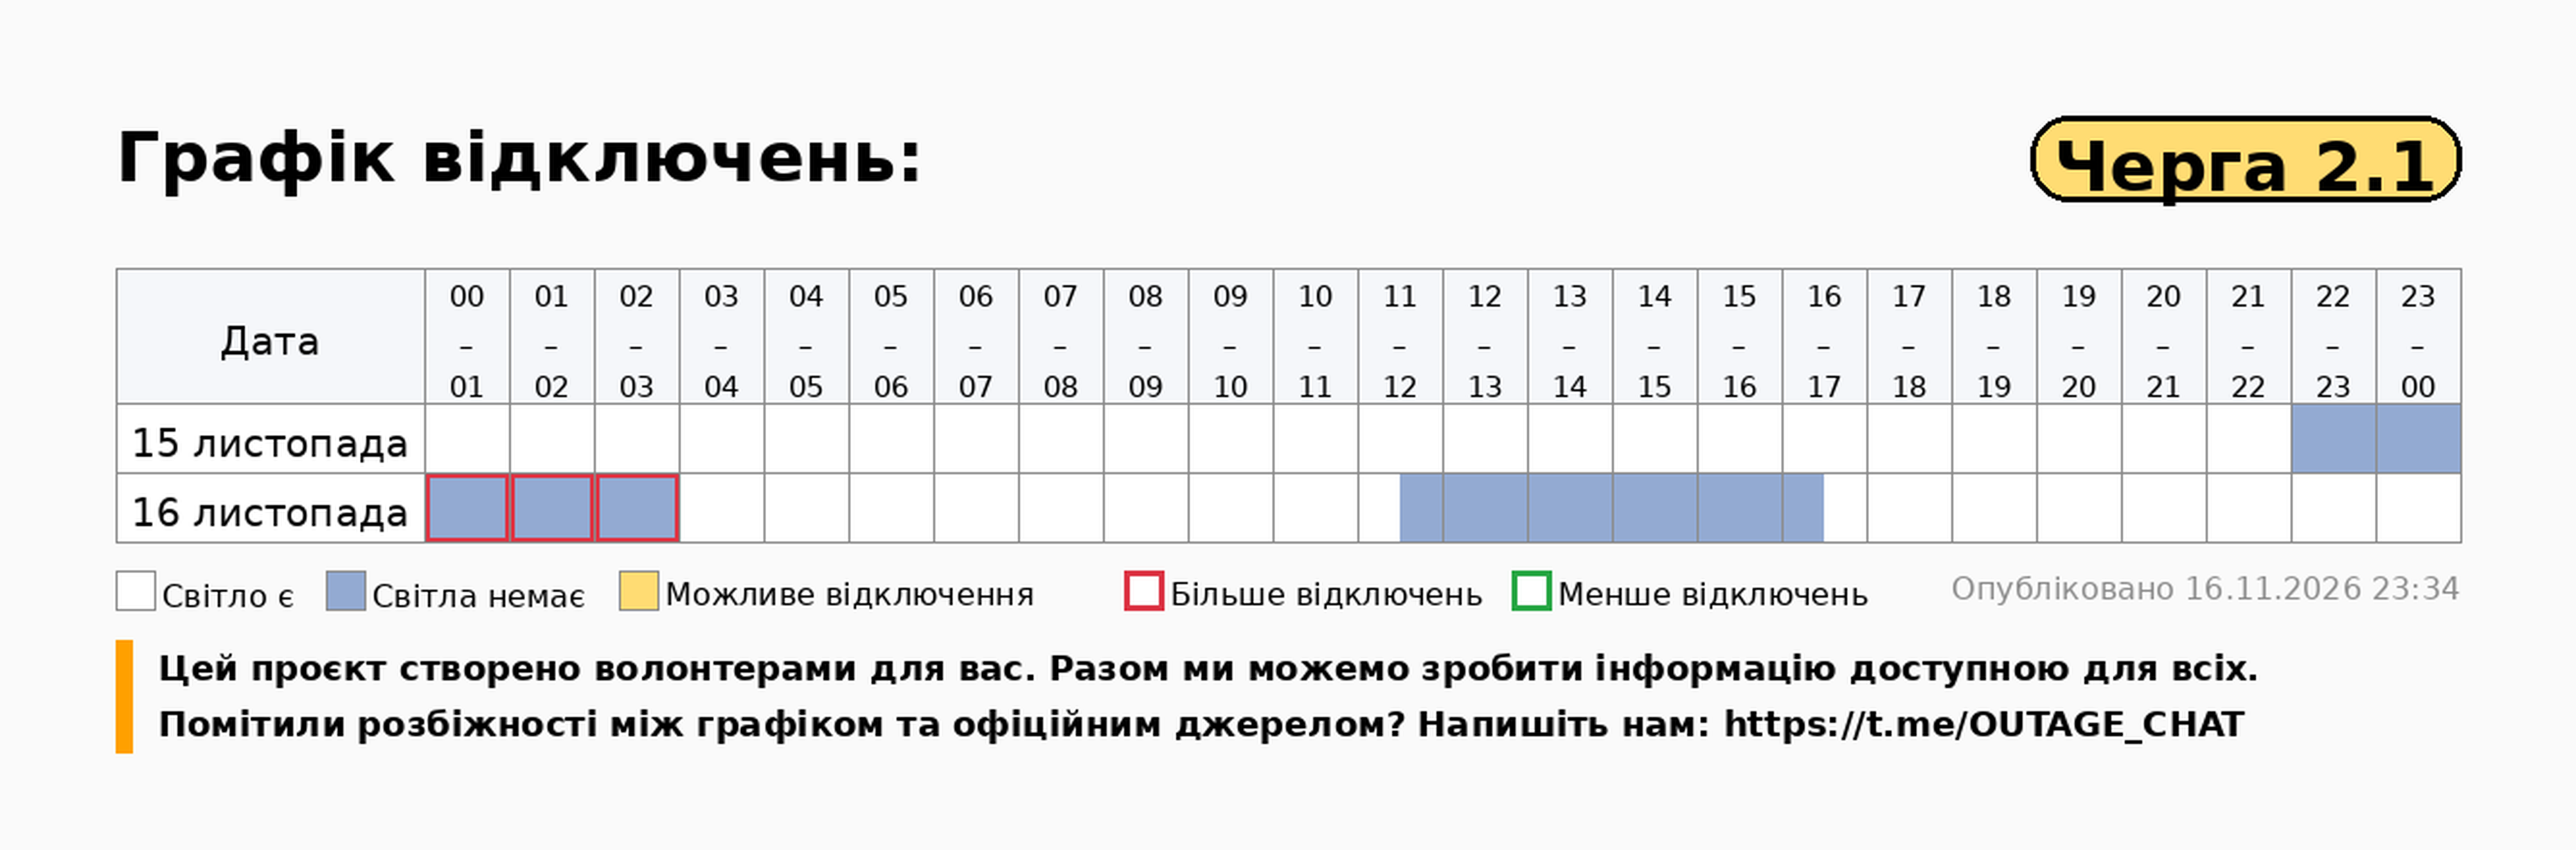 Графік відключень:
Черга 2.1
Дата
00 – 01
01 – 02
02 – 03
03 – 04
04 – 05
05 – 06
06 – 07
07 – 08
08 – 09
09 – 10
10 – 11
11 – 12
12 – 13
13 – 14
14 – 15
15 – 16
16 – 17
17 – 18
18 – 19
19 – 20
20 – 21
21 – 22
22 – 23
23 – 00
15 листопада
16 листопада
Світло є
Світла немає
Можливе відключення
Більше відключень
Менше відключень
Опубліковано 16.11.2026 23:34
Цей проєкт створено волонтерами для вас. Разом ми можемо зробити інформацію доступною для всіх.
Помітили розбіжності між графіком та офіційним джерелом? Напишіть нам: https://t.me/OUTAGE_CHAT